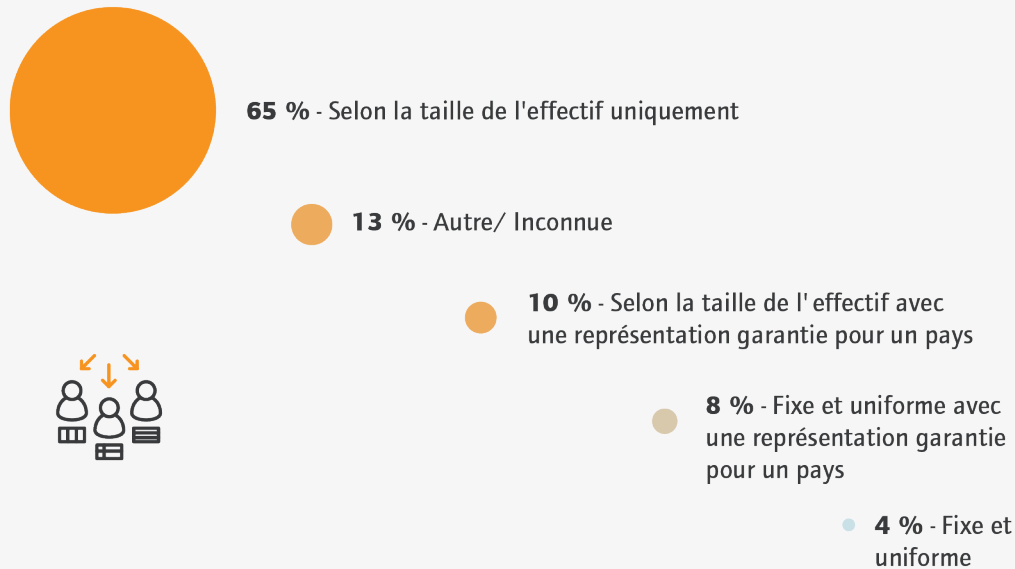 65 % - Selon la taille de l'effectif uniquement
13 % - Autre/ Inconnue
10 % - Selon la taille de l' effectif avec
une représentation garantie pour un pays
8 % - Fixe et uniforme avec
une représentation garantie
pour un pays
4 % - Fixe et
uniforme